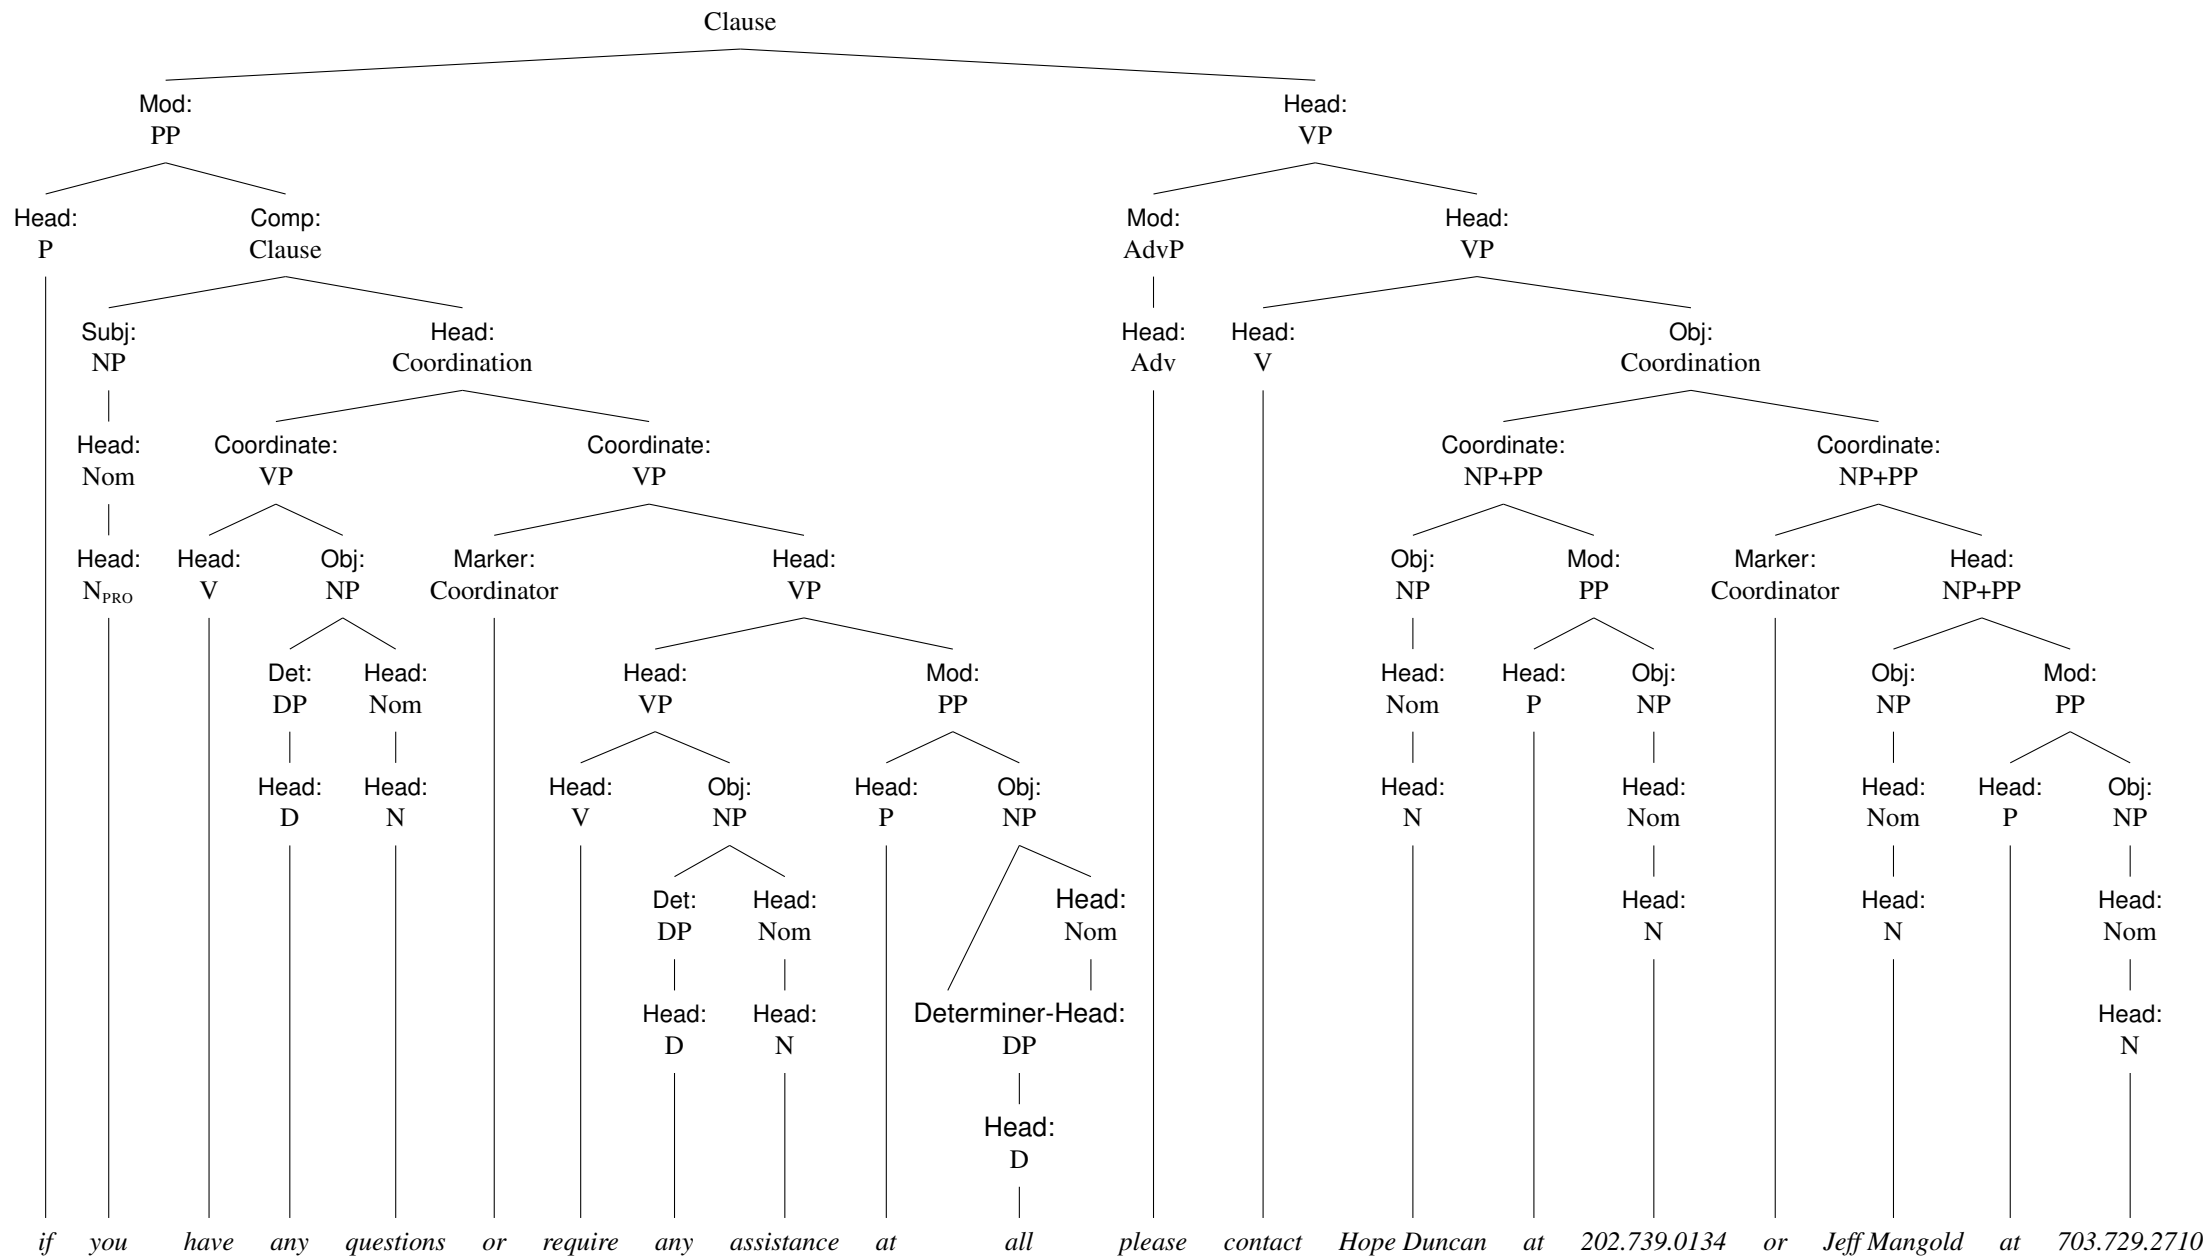 Clause
Mod: Head:
PP VP
Head: Comp: Mod: Head:
P Clause AdvP VP
Subj: Head: Head: Head: Obj:
NP Coordination Adv V Coordination
Head: Coordinate: Coordinate: Coordinate: Coordinate:
Nom VP VP NP+PP NP+PP
Head: Head: Obj: Marker: Head: Obj: Mod: Marker: Head:
NPRO V NP Coordinator VP NP PP Coordinator NP+PP
Det: Head: Head: Mod: Head: Head: Obj: Obj: Mod:
DP Nom VP PP Nom P NP NP PP
Head: Head: Head: Obj: Head: Obj: Head: Head: Head: Head: Obj:
D N V NP P NP N Nom Nom P NP
Det: Head: Head: Head: Head: Head:
DP Nom Nom N N Nom
Head: Head: Determiner-Head: Head:
D N DP N
Head:
D
if you have any questions or require any assistance at all please contact Hope Duncan at 202.739.0134 or Jeff Mangold at 703.729.2710